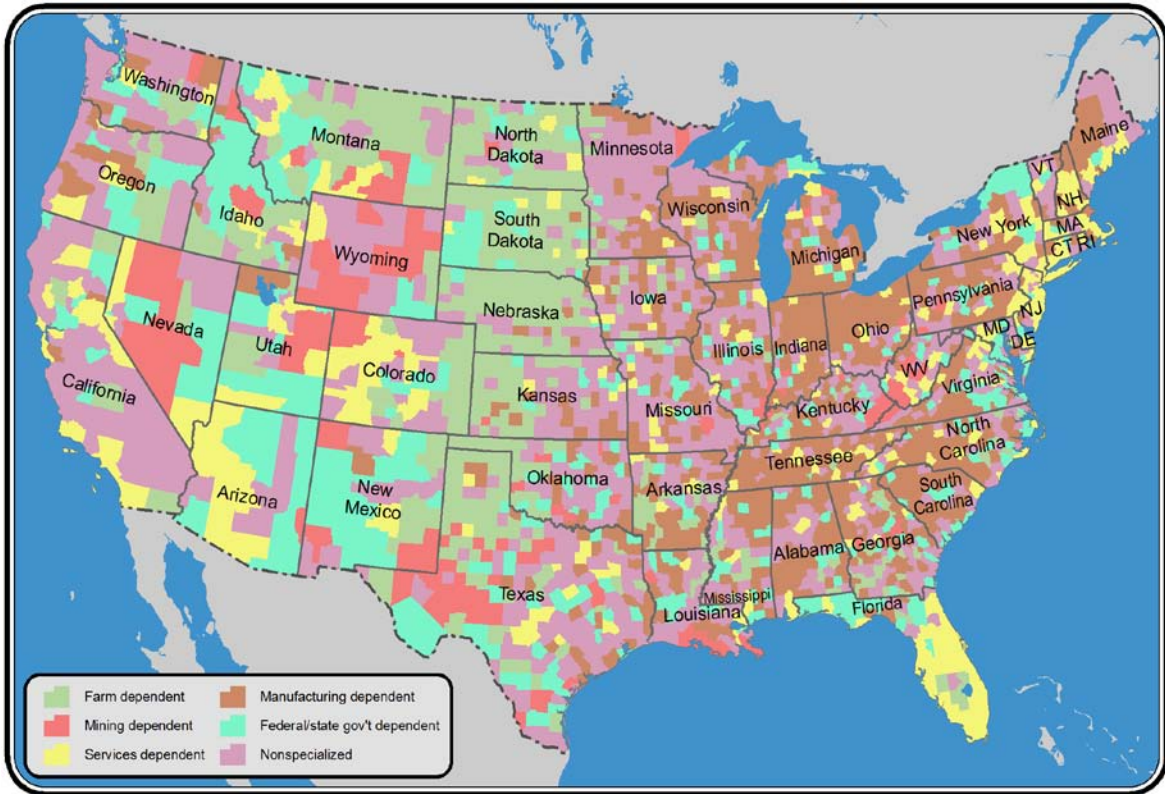 Washington
Montana
North
Dakota
Minnesota
Maine
Oregon
Idaho
South
Dakota
Wisconsin
Michigan
VT
NH
New York
MA
CT RI
Wyoming
Nebraska
Iowa
Pennsylvania
NJ
Nevada
Utah
Colorado
Illinois
Indiana
Ohio
MD
DE
WV
Virginia
California
Kansas
Missouri
Kentucky
North
Carolina
Tennessee
Arizona
New
Mexico
Oklahoma
Arkansas
South
Carolina
Alabama
Georgia
Texas
Mississippi
Louisiana
Florida
Farm dependent
Manufacturing dependent
Mining dependent
Federal/state gov't dependent
Services dependent
Nonspecialized